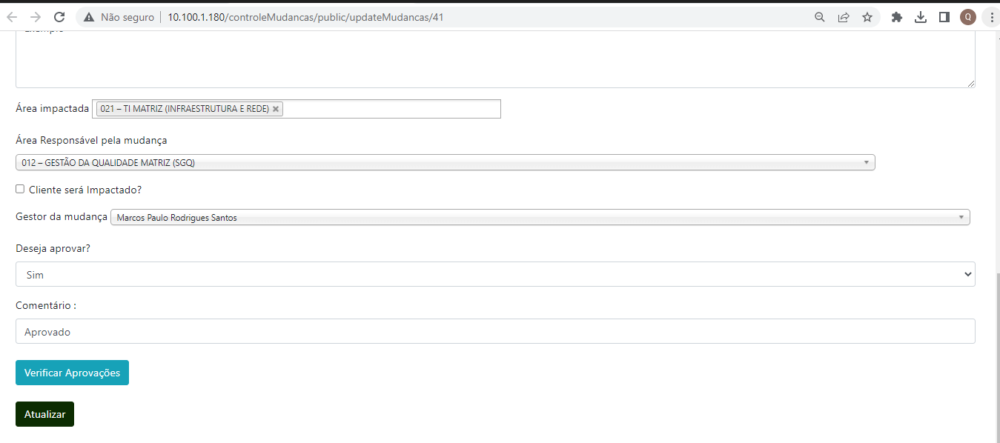 Não seguro
10.100.1.180/controleMudancas/public/updateMudancas/41
Q
Área impactada
021 – TI MATRIZ (INFRAESTRUTURA E REDE)
Área Responsável pela mudança
012 – GESTÃO DA QUALIDADE MATRIZ (SGQ)
Cliente será Impactado?
Gestor da mudança
Marcos Paulo Rodrigues Santos
Deseja aprovar?
Sim
Comentário :
Aprovado
Verificar Aprovações
Atualizar